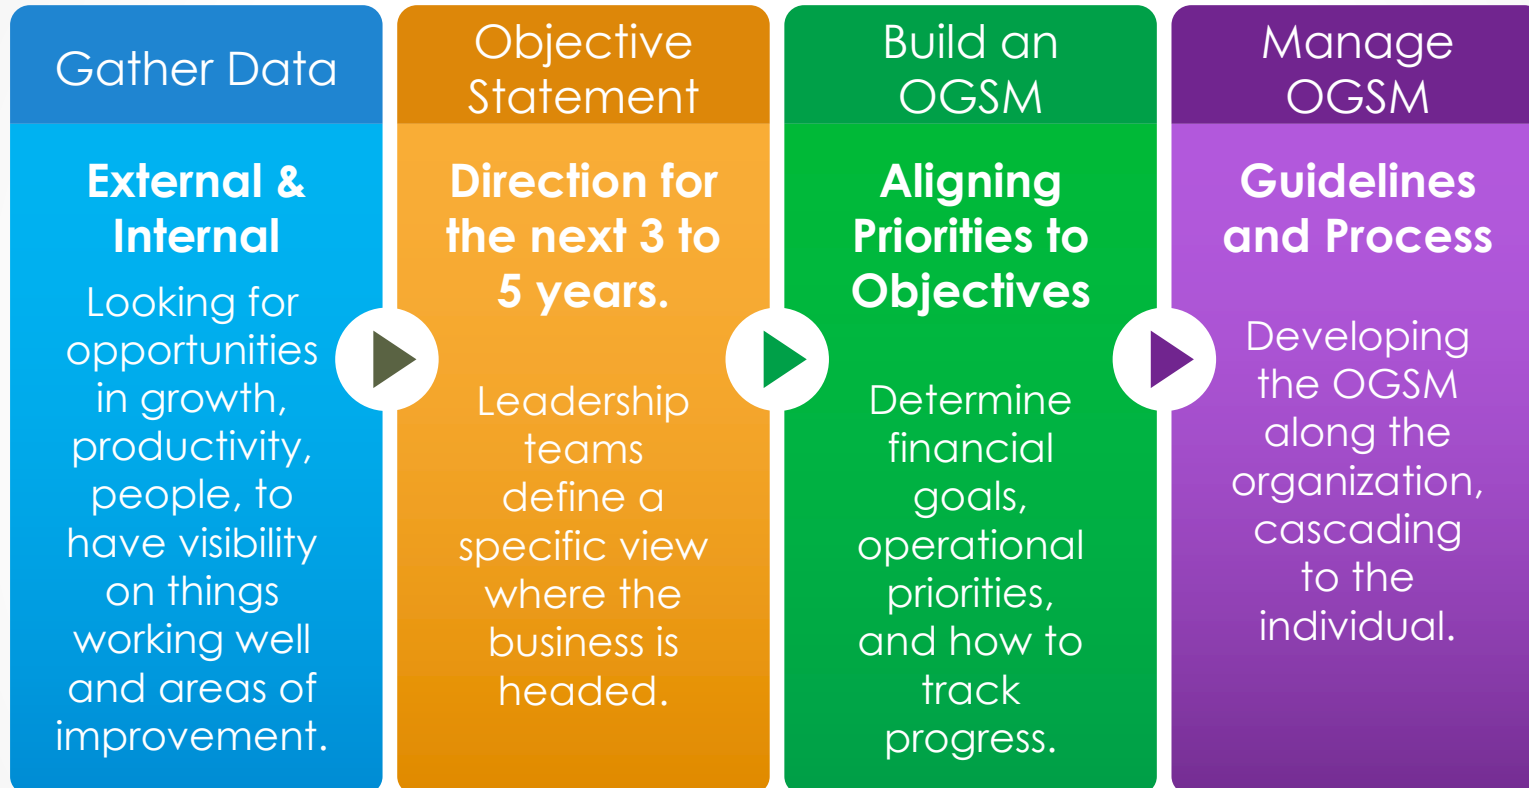 Gather Data
External &
Internal
Looking for
opportunities
in growth,
productivity,
people, to
have visibility
on things
working well
and areas of
improvement.
Objective
Statement
Direction for
the next 3 to
5 years.
Leadership
teams
define a
specific view
where the
business is
headed.
Build an
OGSM
Aligning
Priorities to
Objectives
Determine
financial
goals,
operational
priorities,
and how to
track
progress.
Manage
OGSM
Guidelines
and Process
Developing
the OGSM
along the
organization,
cascading
to the
individual.